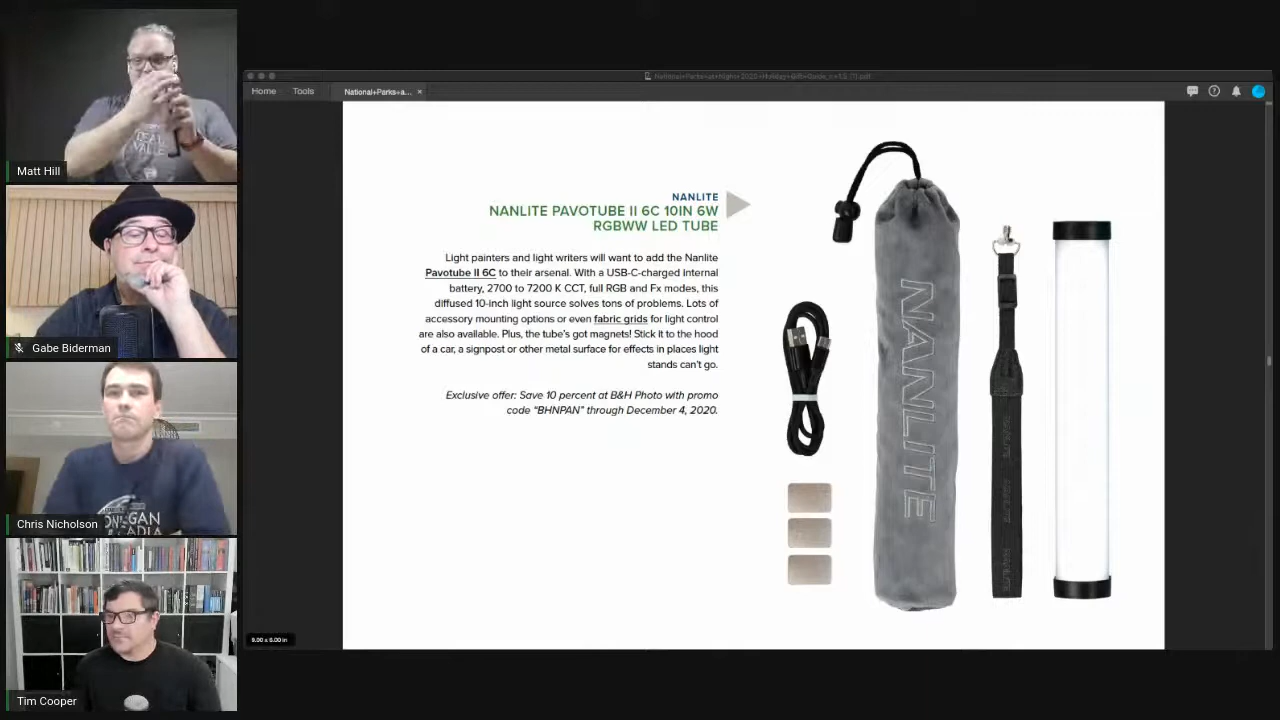 Matt Hill
Gabe Biderman
Chris Nicholson
Tim Cooper
Home
Tools
National+Parks+a...
NANLITE
NANLITE PAVOTUBE II 6C 10IN 6W
RGBWW LED TUBE
Light painters and light writers will want to add the Nanlite
Pavotube II 6C to their arsenal. With a USB-C-charged internal
battery, 2700 to 7200 K CCT, full RGB and Fx modes, this
diffused 10-inch light source solves tons of problems. Lots of
accessory mounting options or even fabric grids for light control
are also available. Plus, the tube's got magnets! Stick it to the hood
of a car, a signpost or other metal surface for effects in places light
stands can't go.
Exclusive offer: Save 10 percent at B&H Photo with promo
code "BHNPAN" through December 4, 2020.
NANLITE
9.00 x 6.00 in